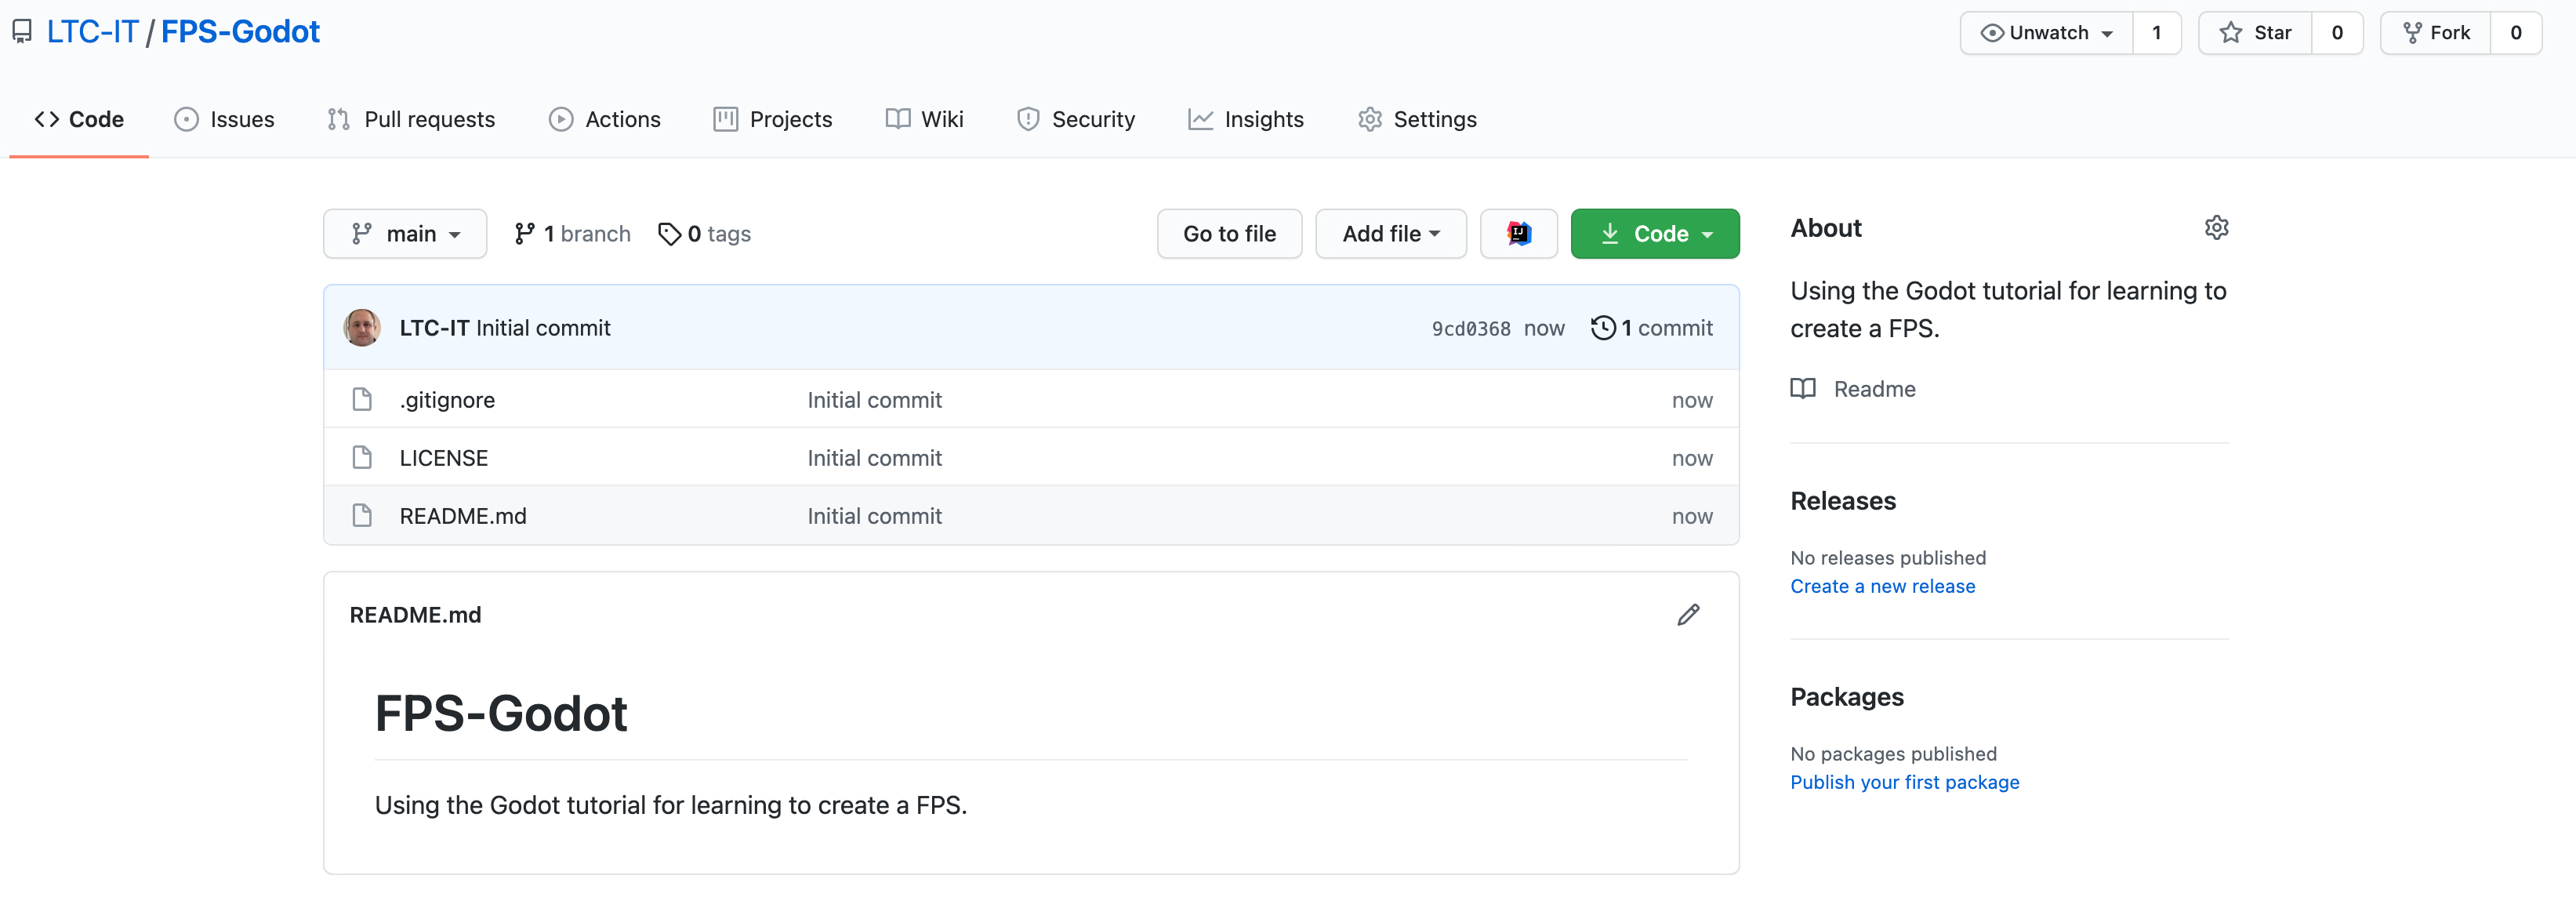 LTC-IT / FPS-Godot
Unwatch 1 Star 0 Fork 0
Code Issues Pull requests Actions Projects Wiki Security Insights Settings
main 1 branch 0 tags Go to file Add file IJ Code
LTC-IT Initial commit 9cd0368 now 1 commit
.gitignore Initial commit now
LICENSE Initial commit now
README.md Initial commit now
README.md
FPS-Godot
Using the Godot tutorial for learning to create a FPS.
About
Using the Godot tutorial for learning to
create a FPS.
Readme
Releases
No releases published
Create a new release
Packages
No packages published
Publish your first package